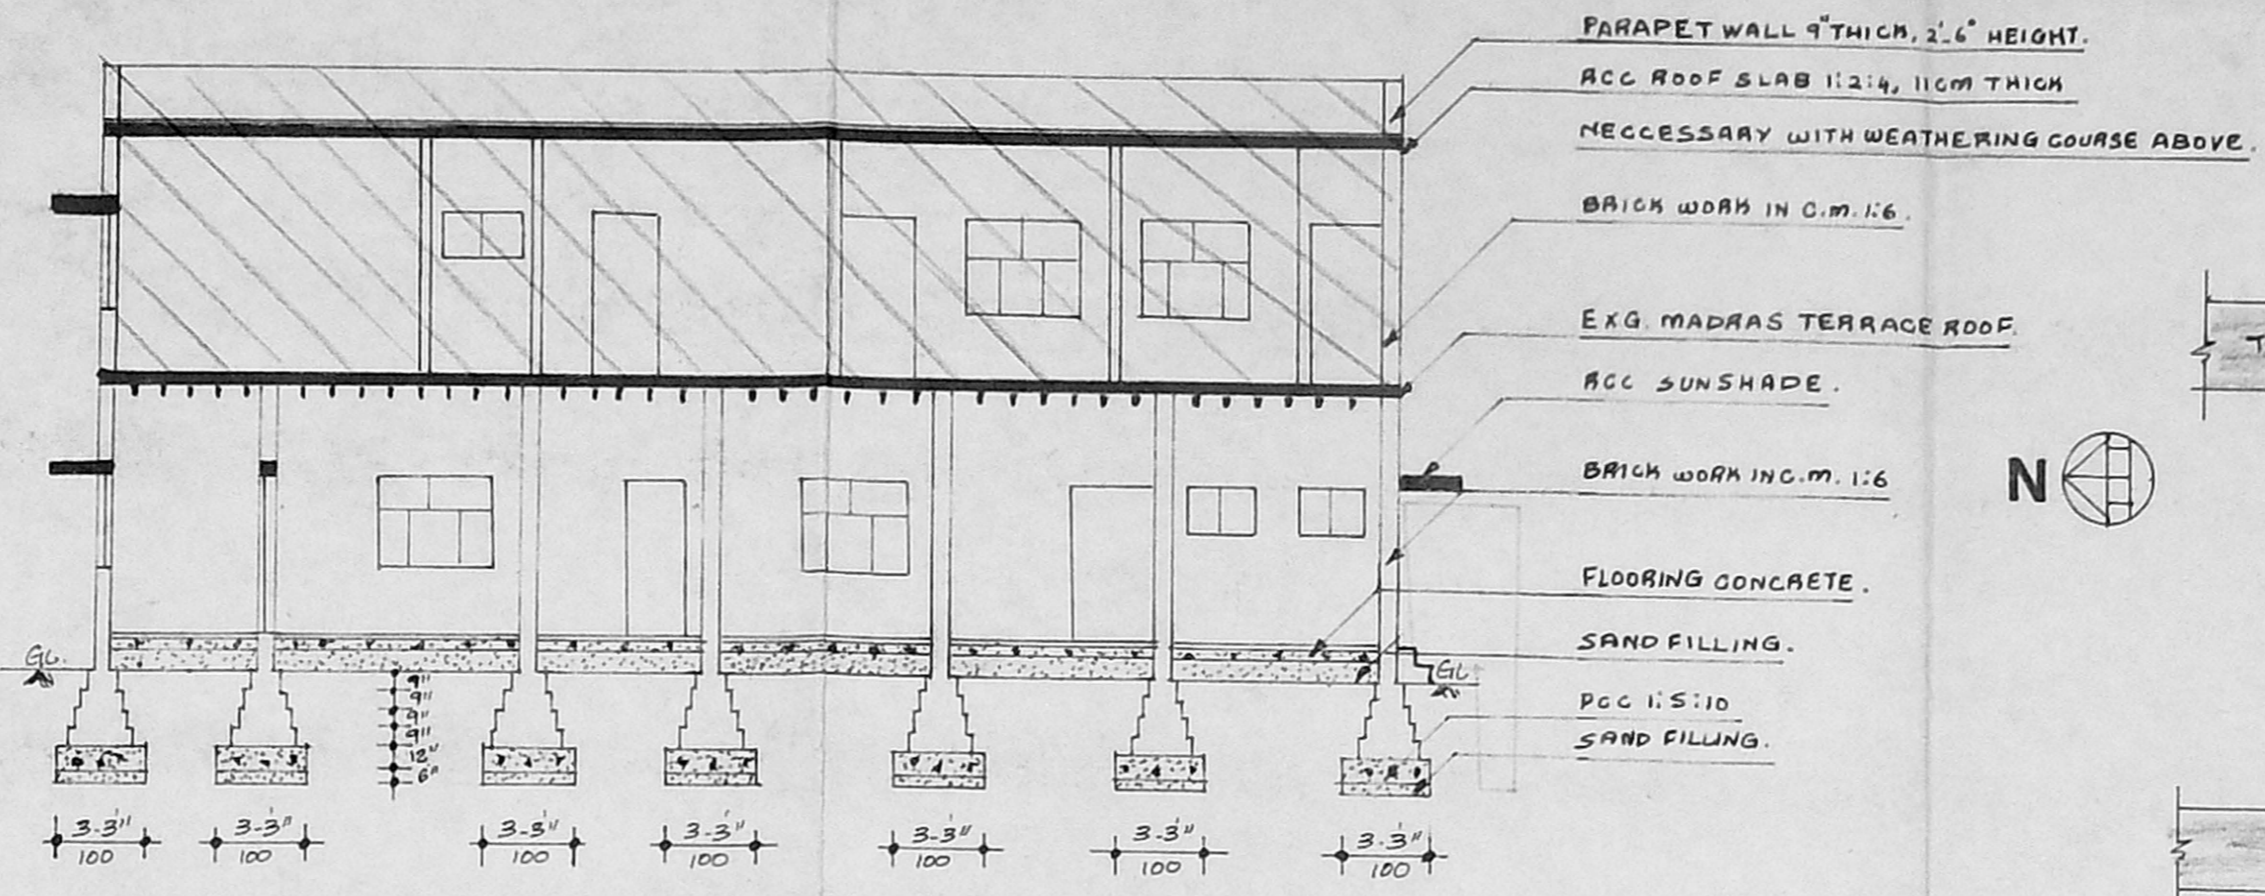 PARAPET WALL 9" THICK, 2'-6" HEIGHT.
RCC ROOF SLAB 1:2:4, 11CM THICK
NECCESSARY WITH WEATHERING COURSE ABOVE.
BRICK WORK IN C.M. 1:6.
EXG. MADRAS TERRACE ROOF.
RCC SUNSHADE.
BRICK WORK IN C.M. 1:6
N
FLOORING CONCRETE.
SAND FILLING.
GL.
GL
PCC 1:5:10
SAND FILLING.
9"
9"
9"
9"
12"
6"
3-3" 3-3" 3-3" 3-3" 3-3" 3-3" 3-3"
100 100 100 100 100 100 100
T